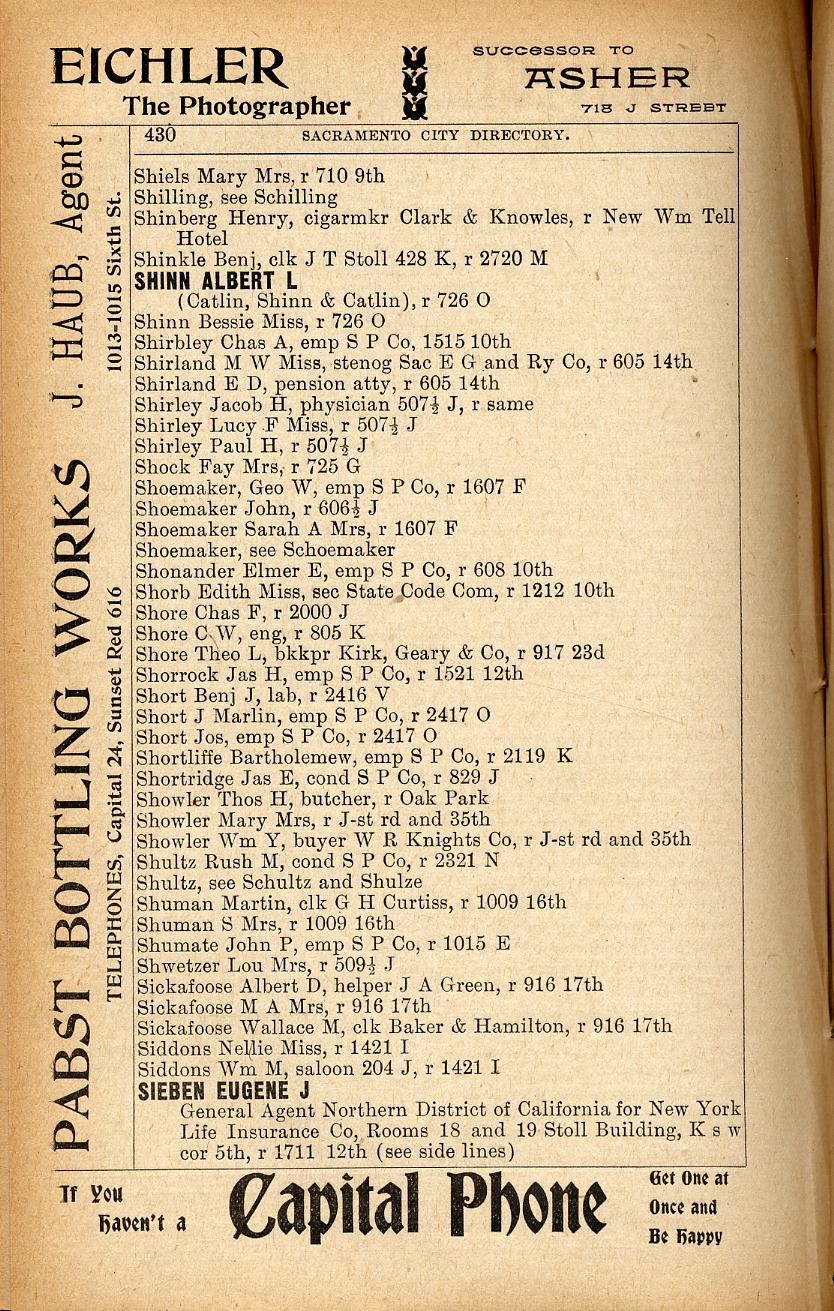 EICHLER
The Photographer
SUCCESSOR TO
ASHER
718 J STREET
PABST BOTTLING WORKS J. HAUB, Agent
TELEPHONES, Capital 24, Sunset Red 616 1013-1015 Sixth St.
430 SACRAMENTO CITY DIRECTORY.
Shiels Mary Mrs, r 710 9th
Shilling, see Schilling
Shinberg Henry, cigarmkr Clark & Knowles, r New Wm Tell
Hotel
Shinkle Benj, clk J T Stoll 428 K, r 2720 M
SHINN ALBERT L
(Catlin, Shinn & Catlin), r 726 O
Shinn Bessie Miss, r 726 O
Shirbley Chas A, emp S P Co, 1515 10th
Shirland M W Miss, stenog Sac E G and Ry Co, r 605 14th
Shirland E D, pension atty, r 605 14th
Shirley Jacob H, physician 507½ J, r same
Shirley Lucy F Miss, r 507½ J
Shirley Paul H, r 507½ J
Shock Fay Mrs, r 725 G
Shoemaker, Geo W, emp S P Co, r 1607 F
Shoemaker John, r 606½ J
Shoemaker Sarah A Mrs, r 1607 F
Shoemaker, see Schoemaker
Shonander Elmer E, emp S P Co, r 608 10th
Shorb Edith Miss, sec State Code Com, r 1212 10th
Shore Chas F, r 2000 J
Shore C W, eng, r 805 K
Shore Theo L, bkkpr Kirk, Geary & Co, r 917 23d
Shorrock Jas H, emp S P Co, r 1521 12th
Short Benj J, lab, r 2416 V
Short J Marlin, emp S P Co, r 2417 O
Short Jos, emp S P Co, r 2417 O
Shortliffe Bartholemew, emp S P Co, r 2119 K
Shortridge Jas E, cond S P Co, r 829 J
Showler Thos H, butcher, r Oak Park
Showler Mary Mrs, r J-st rd and 35th
Showler Wm Y, buyer W R Knights Co, r J-st rd and 35th
Shultz Rush M, cond S P Co, r 2321 N
Shultz, see Schultz and Shulze
Shuman Martin, clk G H Curtiss, r 1009 16th
Shuman S Mrs, r 1009 16th
Shumate John P, emp S P Co, r 1015 E
Shwetzer Lou Mrs, r 509½ J
Sickafoose Albert D, helper J A Green, r 916 17th
Sickafoose M A Mrs, r 916 17th
Sickafoose Wallace M, clk Baker & Hamilton, r 916 17th
Siddons Nellie Miss, r 1421 I
Siddons Wm M, saloon 204 J, r 1421 I
SIEBEN EUGENE J
General Agent Northern District of California for New York
Life Insurance Co, Rooms 18 and 19 Stoll Building, K s w
cor 5th, r 1711 12th (see side lines)
If You
Haven't a
Capital Phone
Get One at
Once and
Be Happy